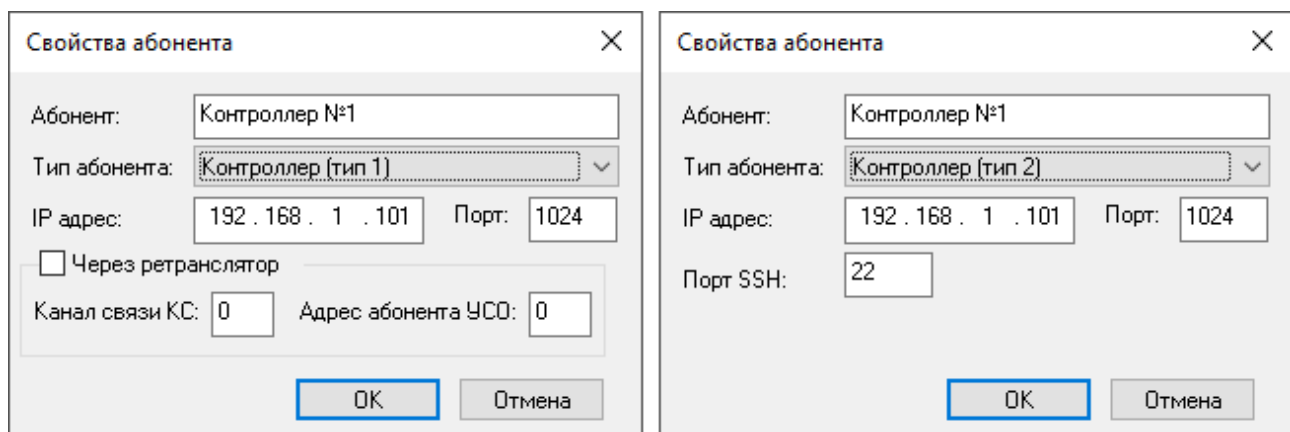 Свойства абонента
Абонент: Контроллер №1
Тип абонента: Контроллер (тип 1)
IP адрес: 192 . 168 . 1 . 101 Порт: 1024
Через ретранслятор
Канал связи КС: 0 Адрес абонента УСО: 0
OK Отмена
Свойства абонента
Абонент: Контроллер №1
Тип абонента: Контроллер (тип 2)
IP адрес: 192 . 168 . 1 . 101 Порт: 1024
Порт SSH: 22
OK Отмена